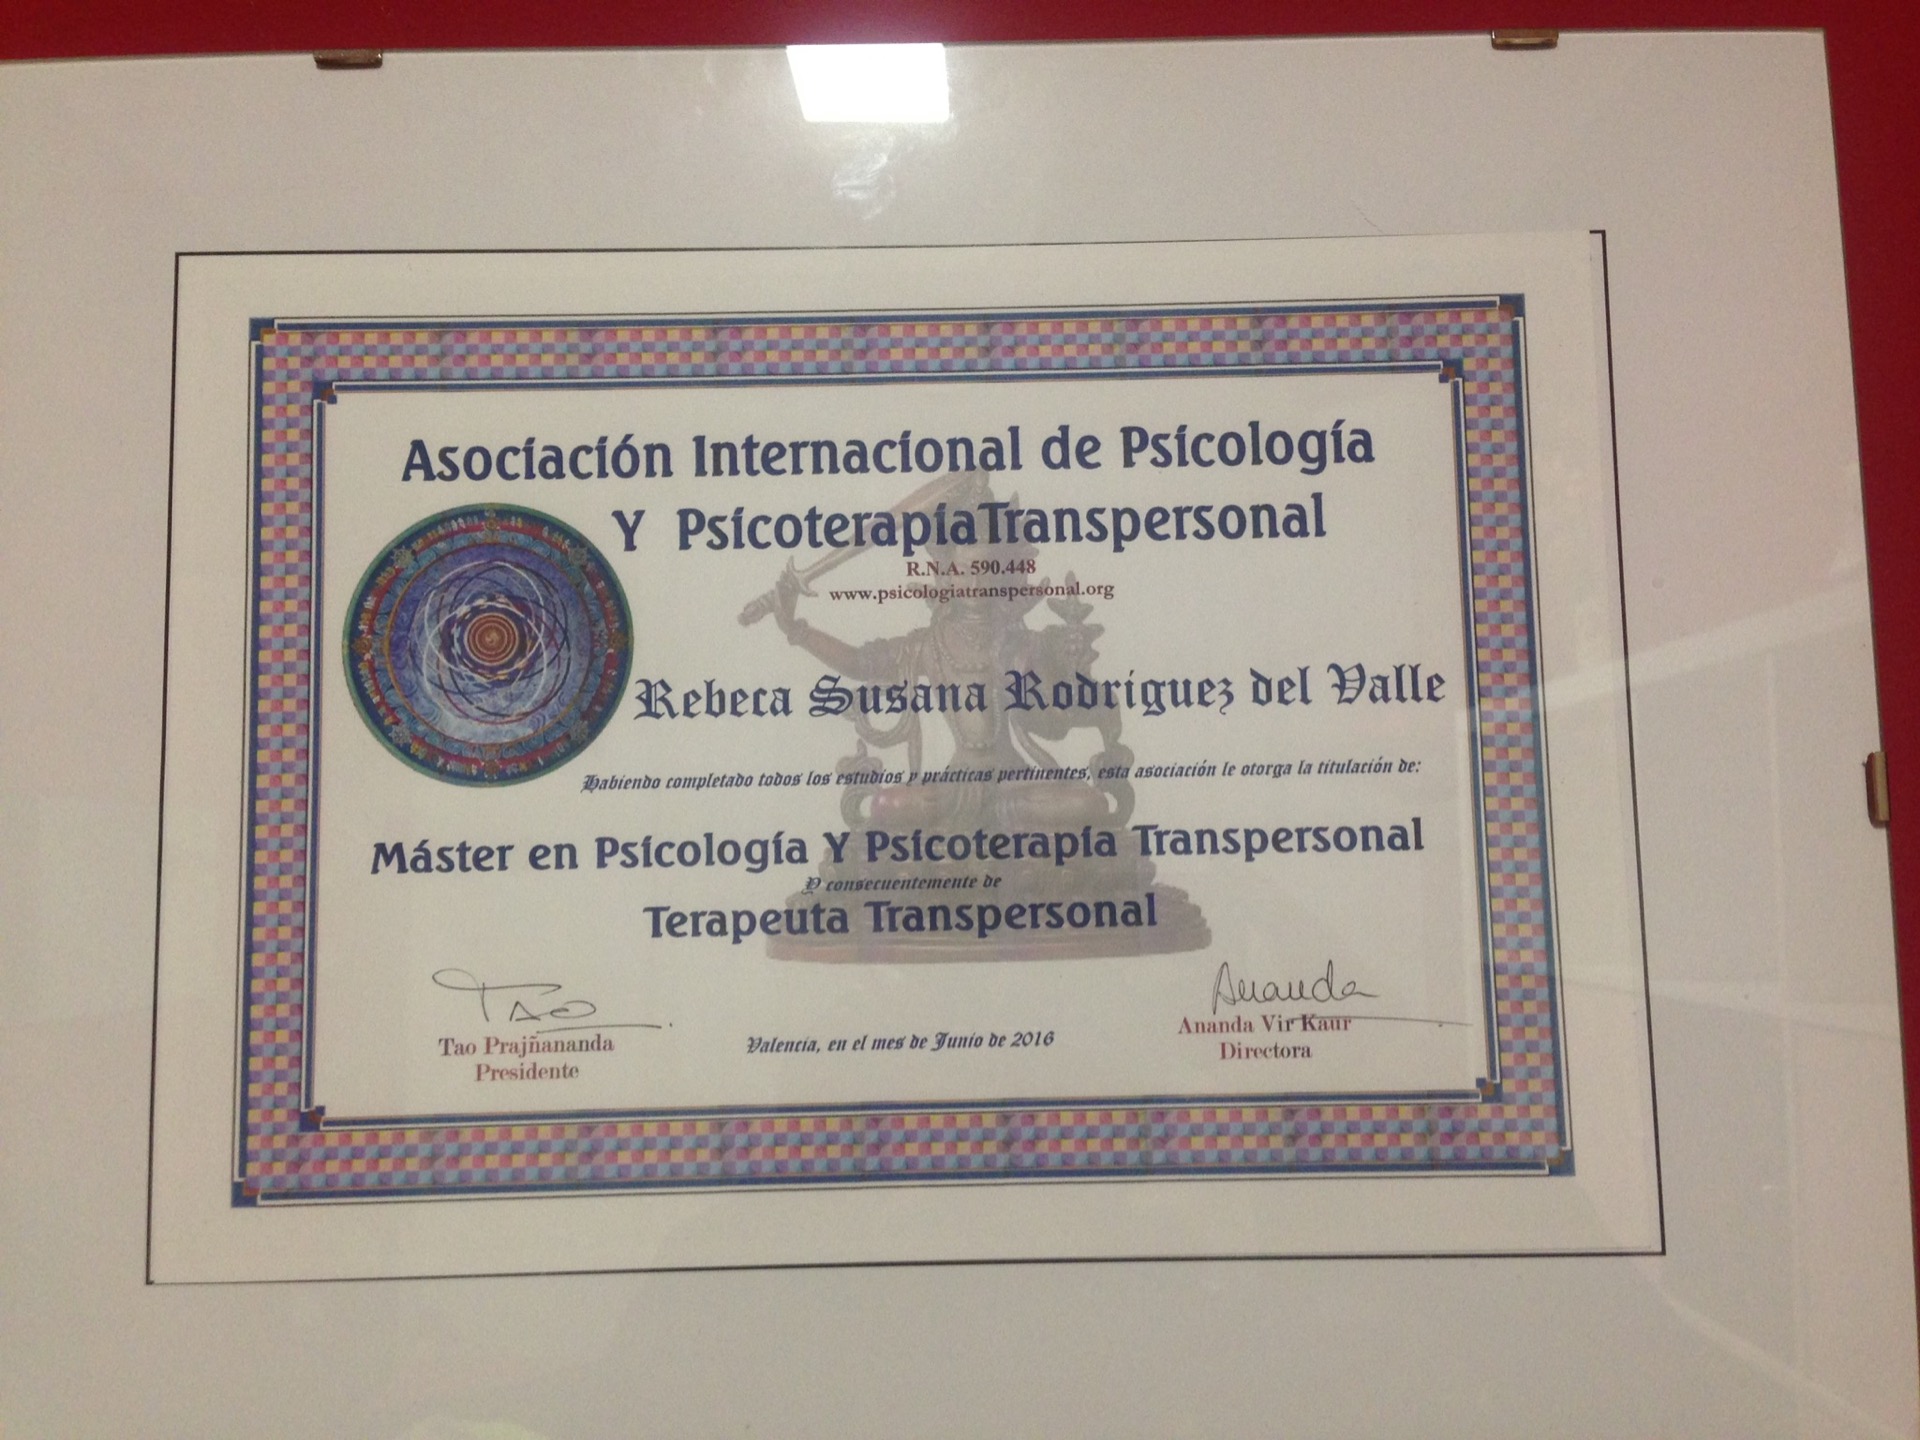 Asociación Internacional de Psicología
Y PsicoterapiaTranspersonal
R.N.A. 590.448
www.psicologiatranspersonal.org
Rebeca Susana Rodríguez del Valle
Habiendo completado todos los estudios y prácticas pertinentes, esta asociación le otorga la titulación de:
Máster en Psicología Y Psicoterapia Transpersonal
Y consecuentemente de
Terapeuta Transpersonal
TAO
Ananda
Tao Prajñananda
Presidente
Valencia, en el mes de Junio de 2016
Ananda Vir Kaur
Directora